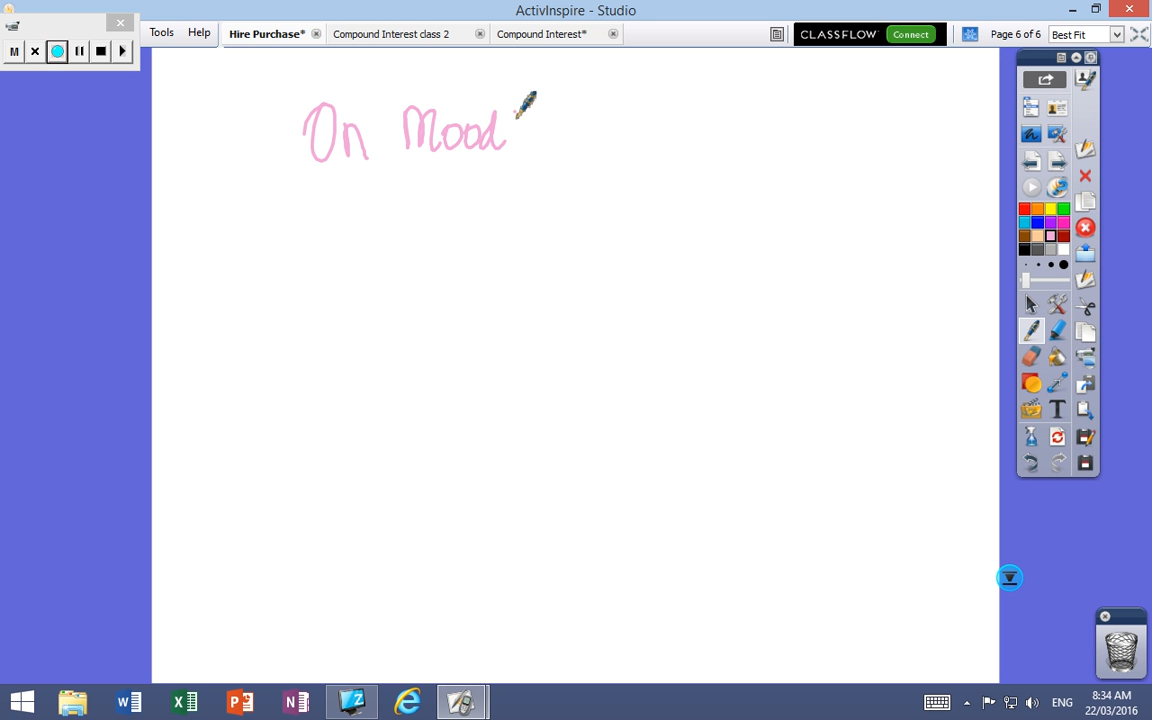 ActivInspire - Studio
Tools Help Hire Purchase* Compound Interest class 2 Compound Interest* CLASSFLOW Connect Page 6 of 6 Best Fit
M
On Mood
T
W X P N Z e ENG 8:34 AM
22/03/2016